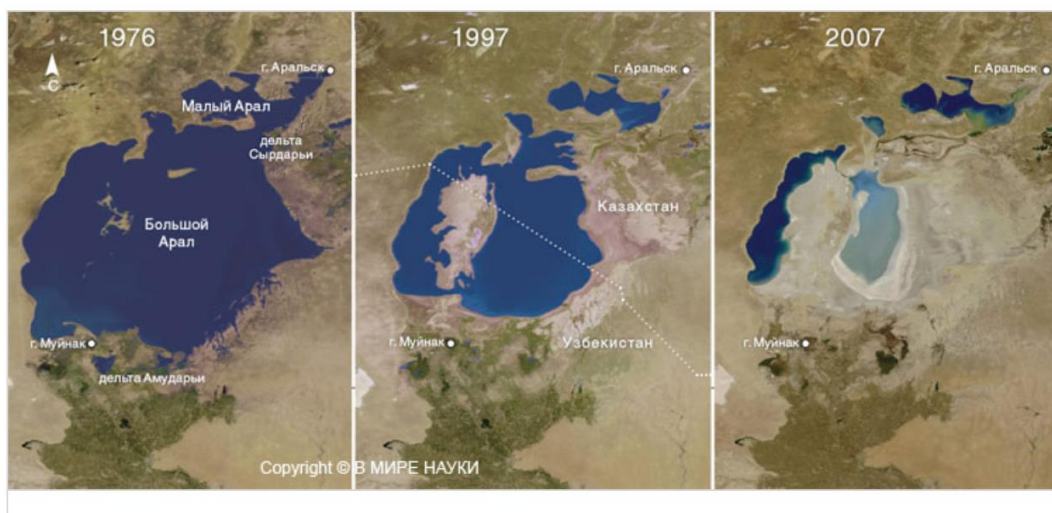 1976
С
г. Аральск
Малый Арал
дельта
Сырдарьи
Большой
Арал
г. Муйнак
дельта Амударьи
1997
г. Аральск
Казахстан
г. Муйнак
Узбекистан
2007
г. Аральск
г. Муйнак
Copyright © В МИРЕ НАУКИ